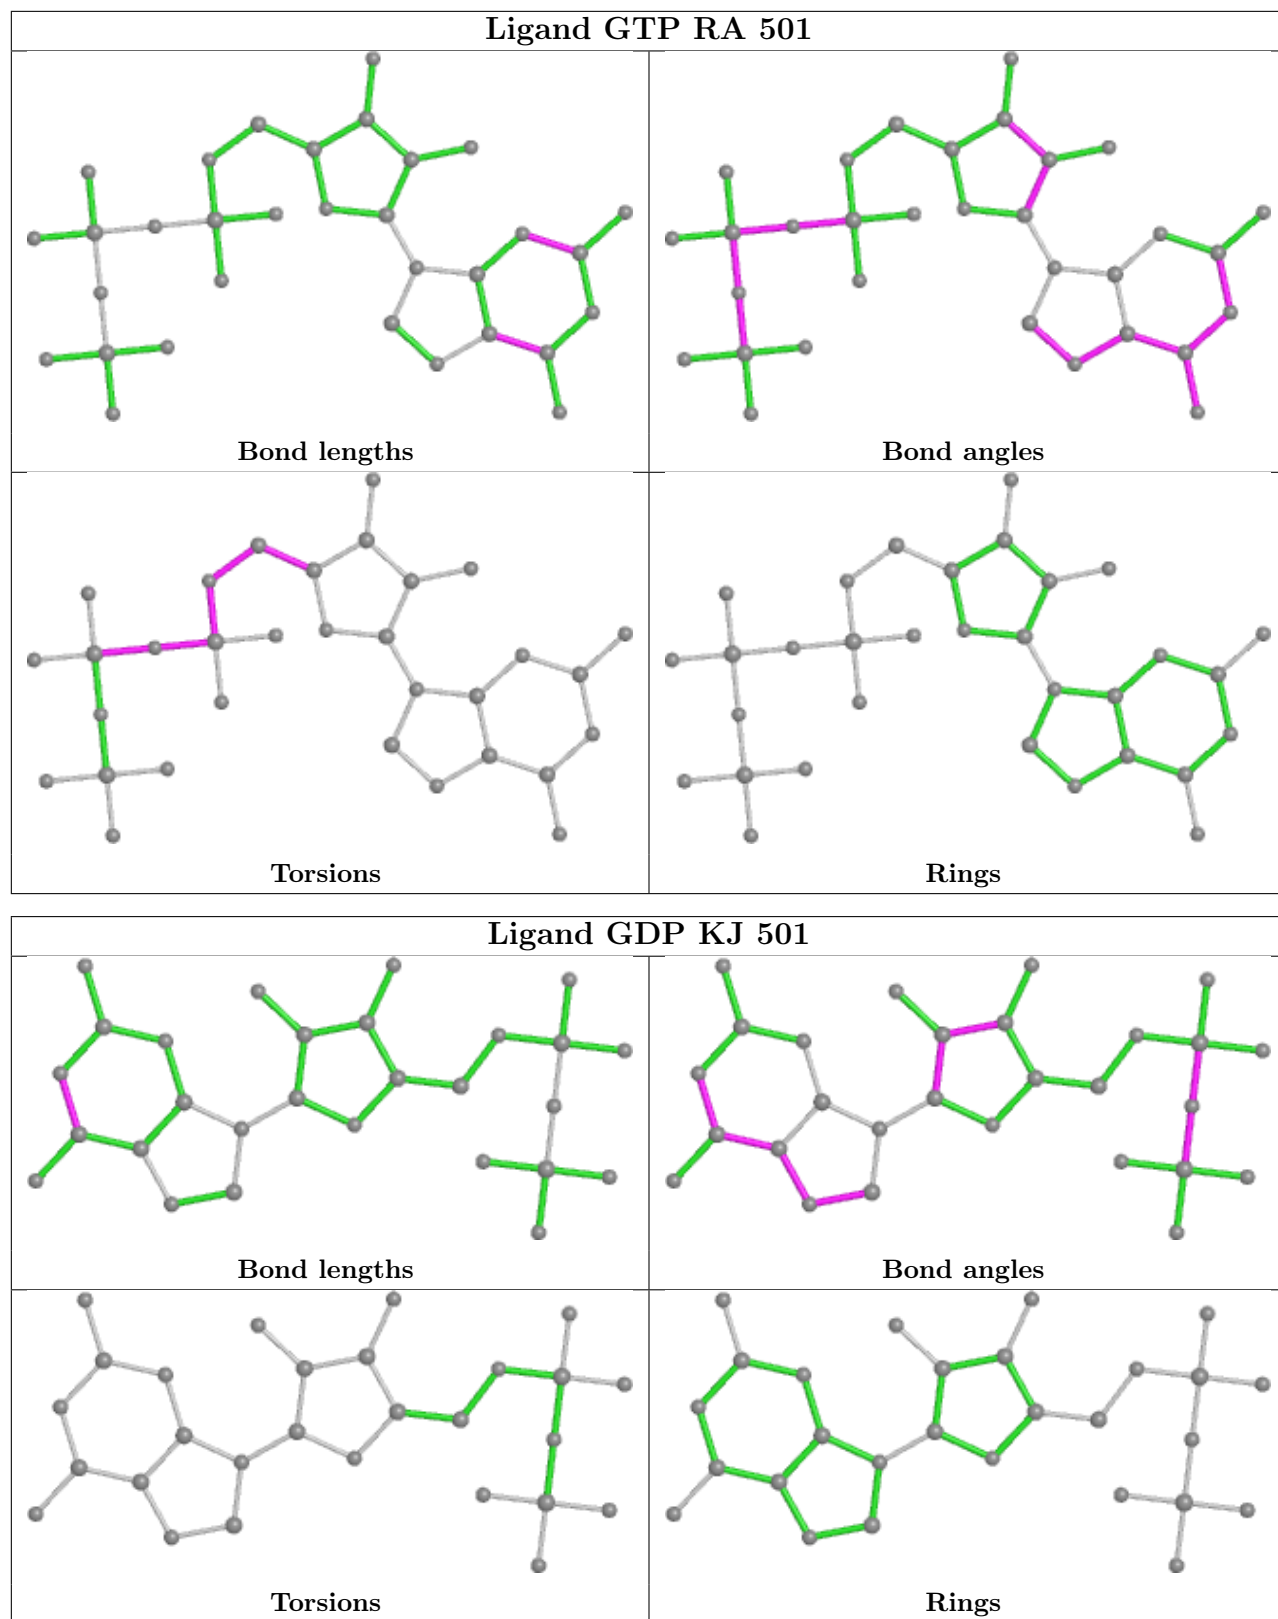 Ligand GTP RA 501
Bond lengths
Bond angles
Torsions
Rings
Ligand GDP KJ 501
Bond lengths
Bond angles
Torsions
Rings